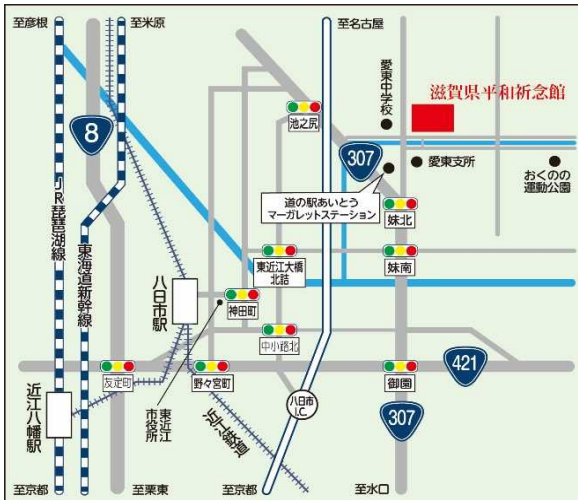 至彦根
至米原
至名古屋
愛東中学校
滋賀県平和祈念館
池之尻
8
307
愛東支所
おくのの
運動公園
道の駅あいとう
マーガレットステーション
妹北
JR琵琶湖線
東海道新幹線
八日市駅
東近江大橋
北詰
妹南
神田町
中小路北
421
友定町
野々宮町
御園
近江八幡駅
東近江
市役所
近江鉄道
八日市
I.C.
307
至京都
至栗東
至京都
至水口